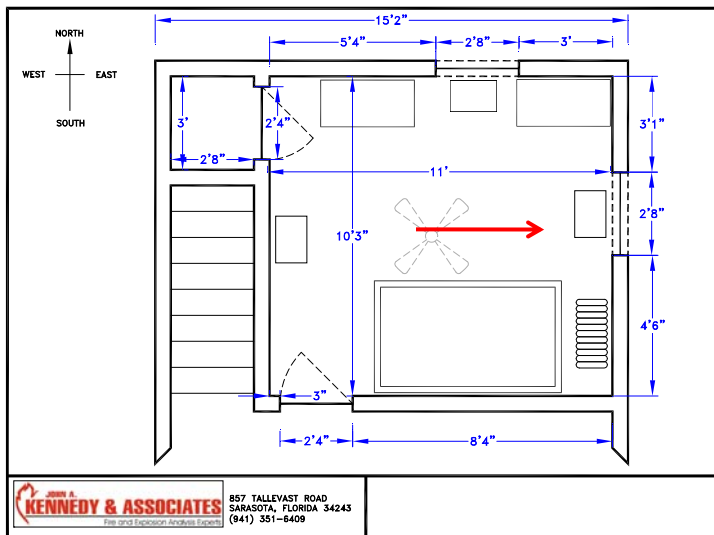 15'2"
NORTH
5'4"
2'8"
3'
WEST
EAST
SOUTH
3'
2'4"
3'1"
2'8"
11'
2'8"
10'3"
4'6"
3"
2'4"
8'4"
JOHN A.
KENNEDY & ASSOCIATES
Fire and Explosion Analysis Experts
857 TALLEVAST ROAD
SARASOTA, FLORIDA 34243
(941) 351-6409